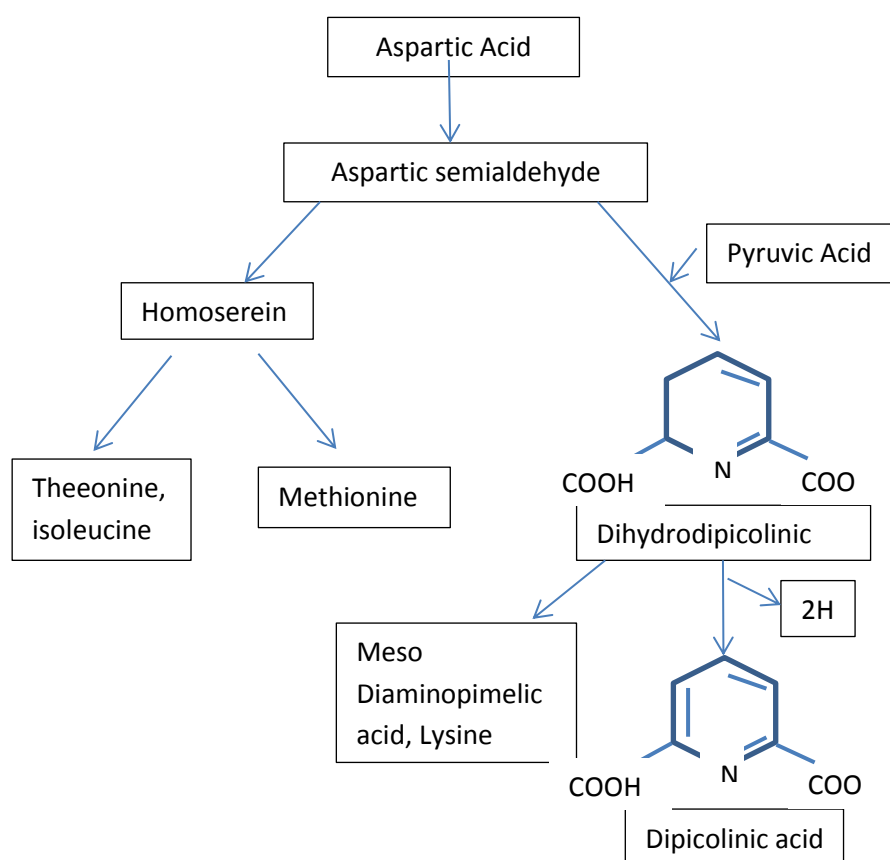 Aspartic Acid
Aspartic semialdehyde
Pyruvic Acid
Homoserein
Theeonine,
isoleucine
Methionine
N
COOH
COO
Dihydrodipicolinic
2H
Meso
Diaminopimelic
acid, Lysine
N
COOH
COO
Dipicolinic acid